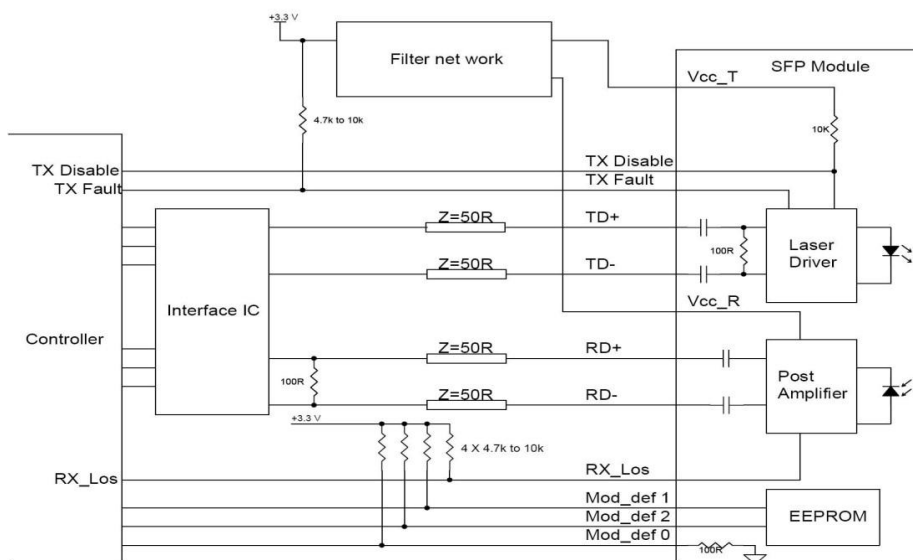 +3.3 V
Filter net work
SFP Module
Vcc_T
4.7k to 10k
10K
TX Disable
TX Disable
TX Fault
TX Fault
Z=50R
TD+
100R
Laser
Driver
Z=50R
TD-
Interface IC
Vcc_R
Controller
Z=50R
RD+
100R
Post
Amplifier
Z=50R
RD-
+3.3 V
4 X 4.7k to 10k
RX_Los
RX_Los
Mod_def 1
Mod_def 2
EEPROM
Mod_def 0
100R